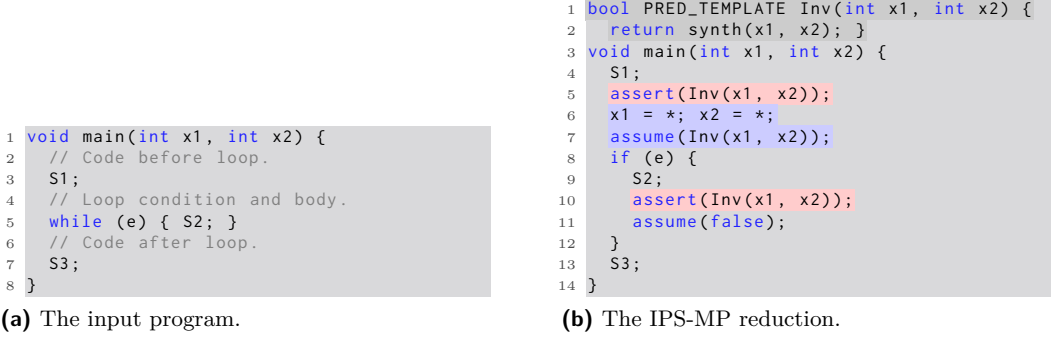 1 void main(int x1, int x2) {
2 // Code before loop.
3 S1;
4 // Loop condition and body.
5 while (e) { S2; }
6 // Code after loop.
7 S3;
8 }
(a) The input program.
1 bool PRED_TEMPLATE Inv(int x1, int x2) {
2 return synth(x1, x2); }
3 void main(int x1, int x2) {
4 S1;
5 assert(Inv(x1, x2));
6 x1 = *; x2 = *;
7 assume(Inv(x1, x2));
8 if (e) {
9 S2;
10 assert(Inv(x1, x2));
11 assume(false);
12 }
13 S3;
14 }
(b) The IPS-MP reduction.